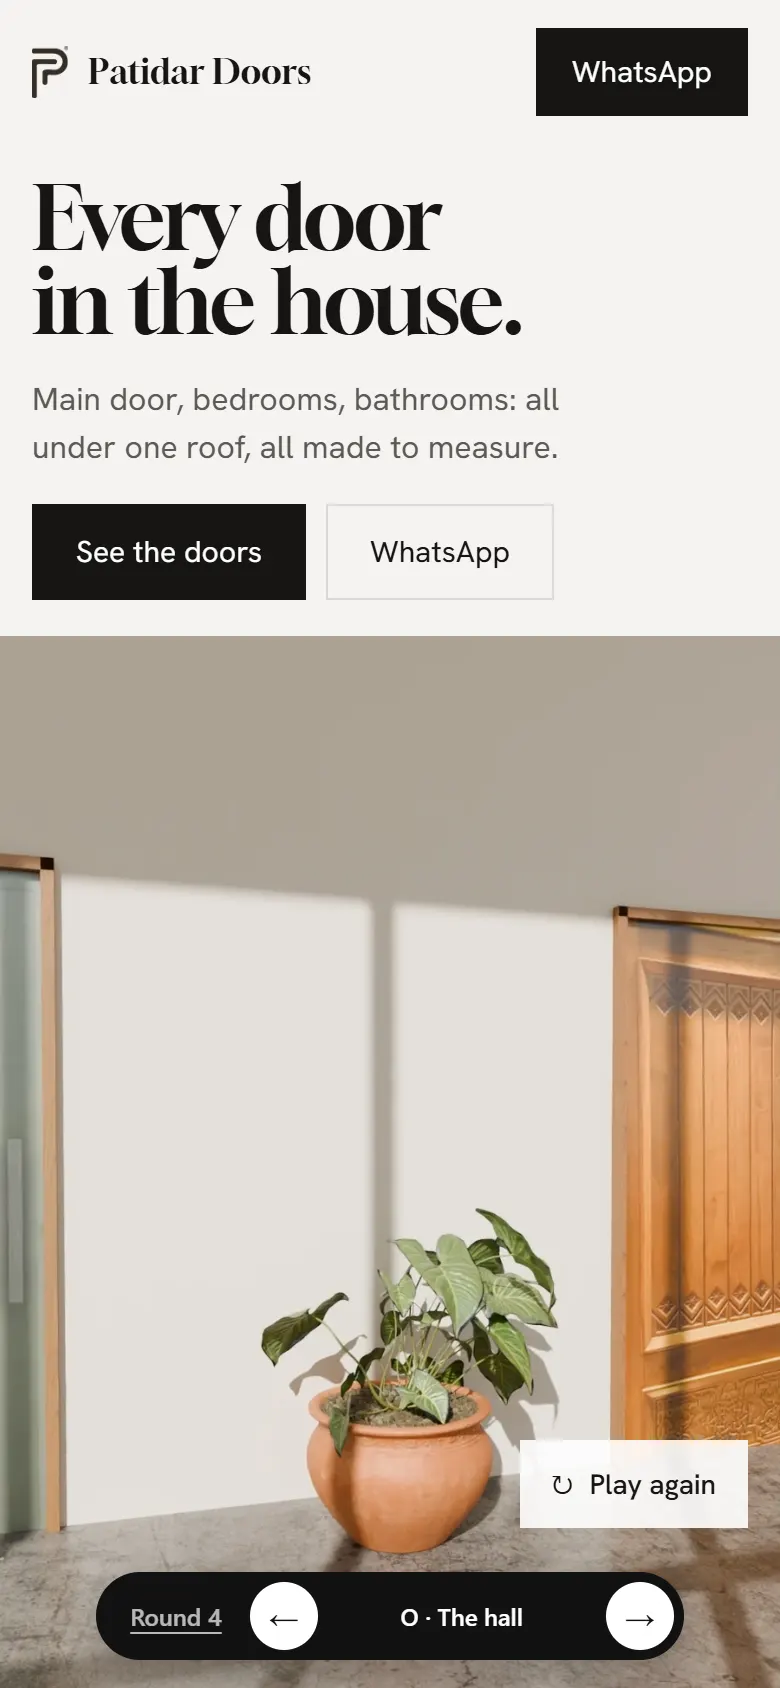 Patidar Doors
WhatsApp
Every door
in the house.
Main door, bedrooms, bathrooms: all
under one roof, all made to measure.
See the doors
WhatsApp
↻ Play again
Round 4
←
O · The hall
→